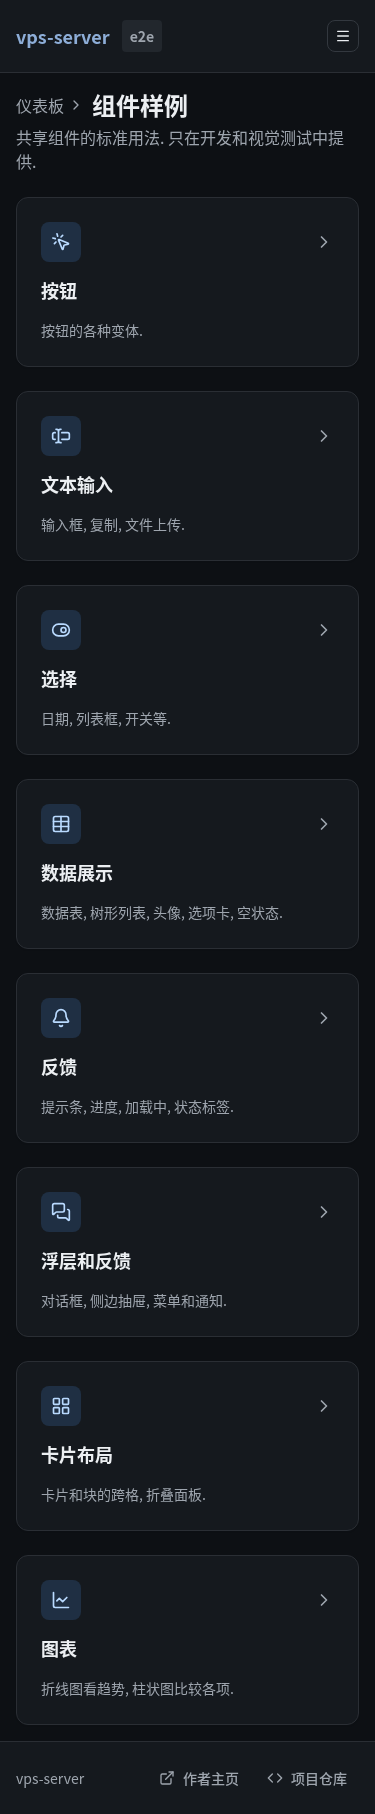 vps-server e2e
仪表板 组件样例
共享组件的标准用法. 只在开发和视觉测试中提
供.
按钮
按钮的各种变体.
文本输入
输入框, 复制, 文件上传.
选择
日期, 列表框, 开关等.
数据展示
数据表, 树形列表, 头像, 选项卡, 空状态.
反馈
提示条, 进度, 加载中, 状态标签.
浮层和反馈
对话框, 侧边抽屉, 菜单和通知.
卡片布局
卡片和块的跨格, 折叠面板.
图表
折线图看趋势, 柱状图比较各项.
vps-server 作者主页 项目仓库